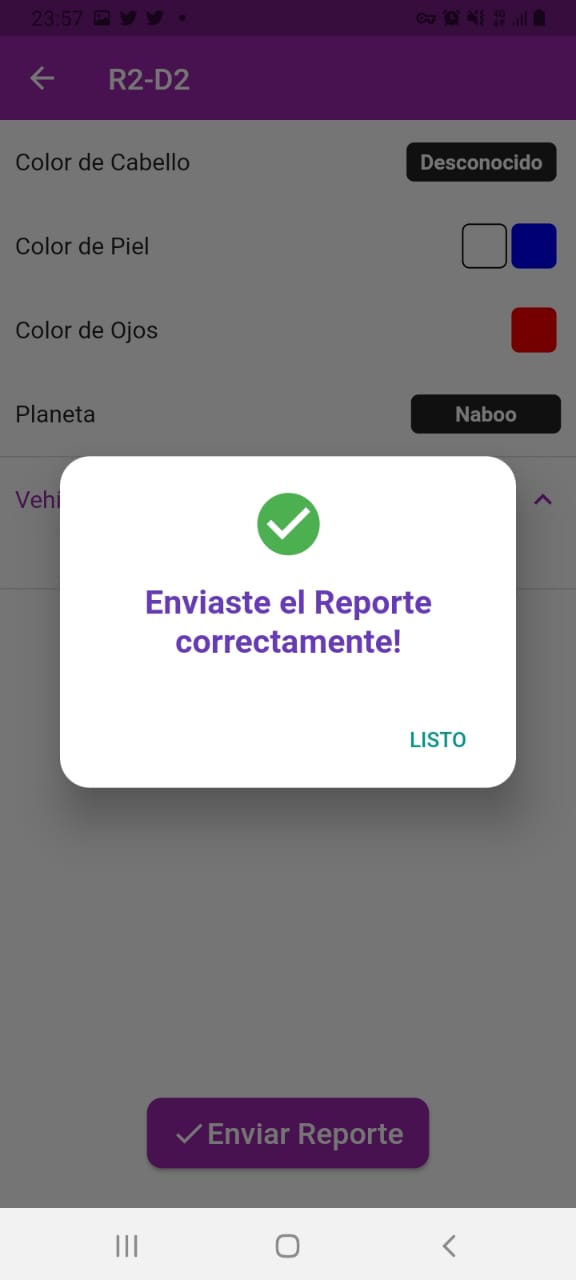 23:57
R2-D2
Color de Cabello
Desconocido
Color de Piel
Color de Ojos
Planeta
Naboo
Vehí
Enviaste el Reporte
correctamente!
LISTO
Enviar Reporte